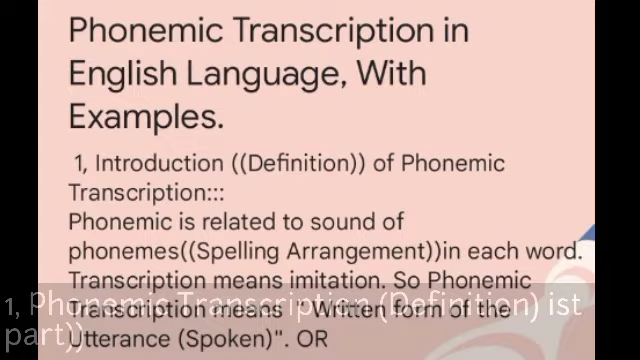 Phonemic Transcription in
English Language, With
Examples.
1, Introduction ((Definition)) of Phonemic
Transcription:::
Phonemic is related to sound of
phonemes((Spelling Arrangement))in each word.
Transcription means imitation. So Phonemic
Transcription means " Written form of the
Utterance (Spoken)". OR
1, Phonemic Transcription (Definition) ist
part))